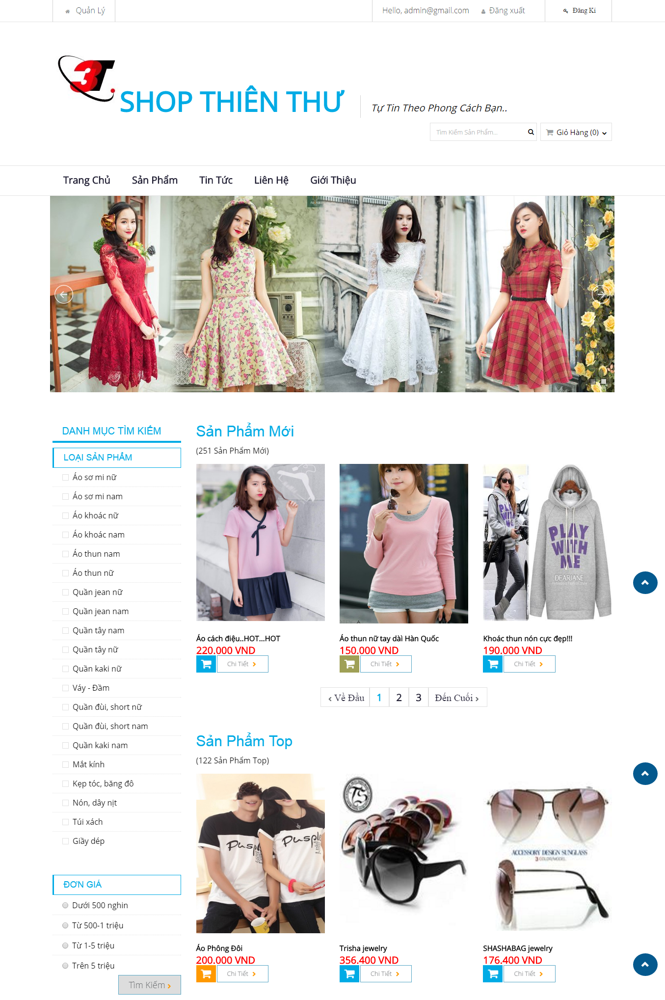 Quản Lý
Hello, admin@gmail.com
Đăng xuất
Đăng Kí
3T.
SHOP THIÊN THƯ
Tự Tin Theo Phong Cách Bạn..
Tìm Kiếm Sản Phẩm...
Giỏ Hàng (0)
Trang Chủ
Sản Phẩm
Tin Tức
Liên Hệ
Giới Thiệu
DANH MỤC TÌM KIẾM
LOẠI SẢN PHẨM
Áo sơ mi nữ
Áo sơ mi nam
Áo khoác nữ
Áo khoác nam
Áo thun nam
Áo thun nữ
Quần jean nữ
Quần jean nam
Quần tây nam
Quần tây nữ
Quần kaki nữ
Váy - Đầm
Quần đùi, short nữ
Quần đùi, short nam
Quần kaki nam
Mắt kính
Kẹp tóc, băng đô
Nón, dây nịt
Túi xách
Giầy dép
ĐƠN GIÁ
Dưới 500 nghin
Từ 500-1 triệu
Từ 1-5 triệu
Trên 5 triệu
Tìm Kiếm
Sản Phẩm Mới
(251 Sản Phẩm Mới)
PLAY
WITH
ME
DEARJANE
Áo cách điệu..HOT...HOT
220.000 VND
Chi Tiết
Áo thun nữ tay dài Hàn Quốc
150.000 VND
Chi Tiết
Khoác thun nón cực đẹp!!!
190.000 VND
Chi Tiết
Về Đầu
1
2
3
Đến Cuối
Sản Phẩm Top
(122 Sản Phẩm Top)
Pusple
Pusple
TS
ACCESSORY DESIGN SUNGLASS
3 COLOR/MODEL
Áo Phông Đôi
200.000 VND
Chi Tiết
Trisha jewelry
356.400 VND
Chi Tiết
SHASHABAG jewelry
176.400 VND
Chi Tiết